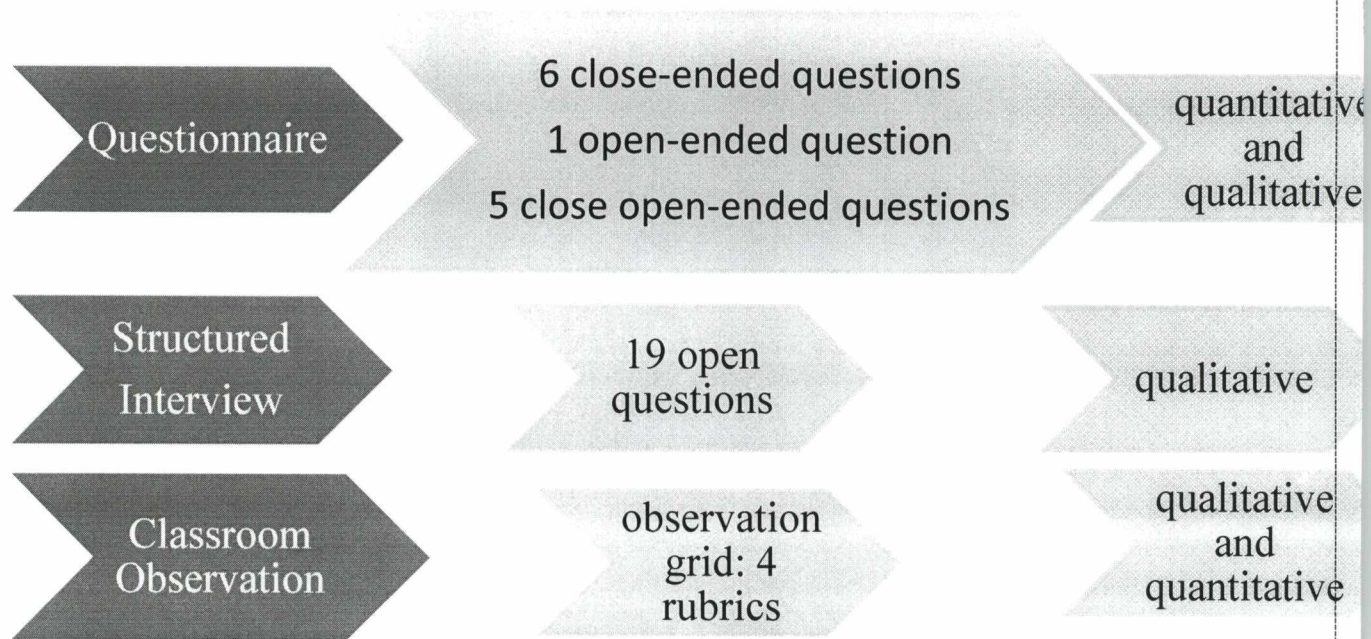 Questionnaire
6 close-ended questions
1 open-ended question
5 close open-ended questions
quantitative
and
qualitative
Structured
Interview
19 open
questions
qualitative
Classroom
Observation
observation
grid: 4
rubrics
qualitative
and
quantitative